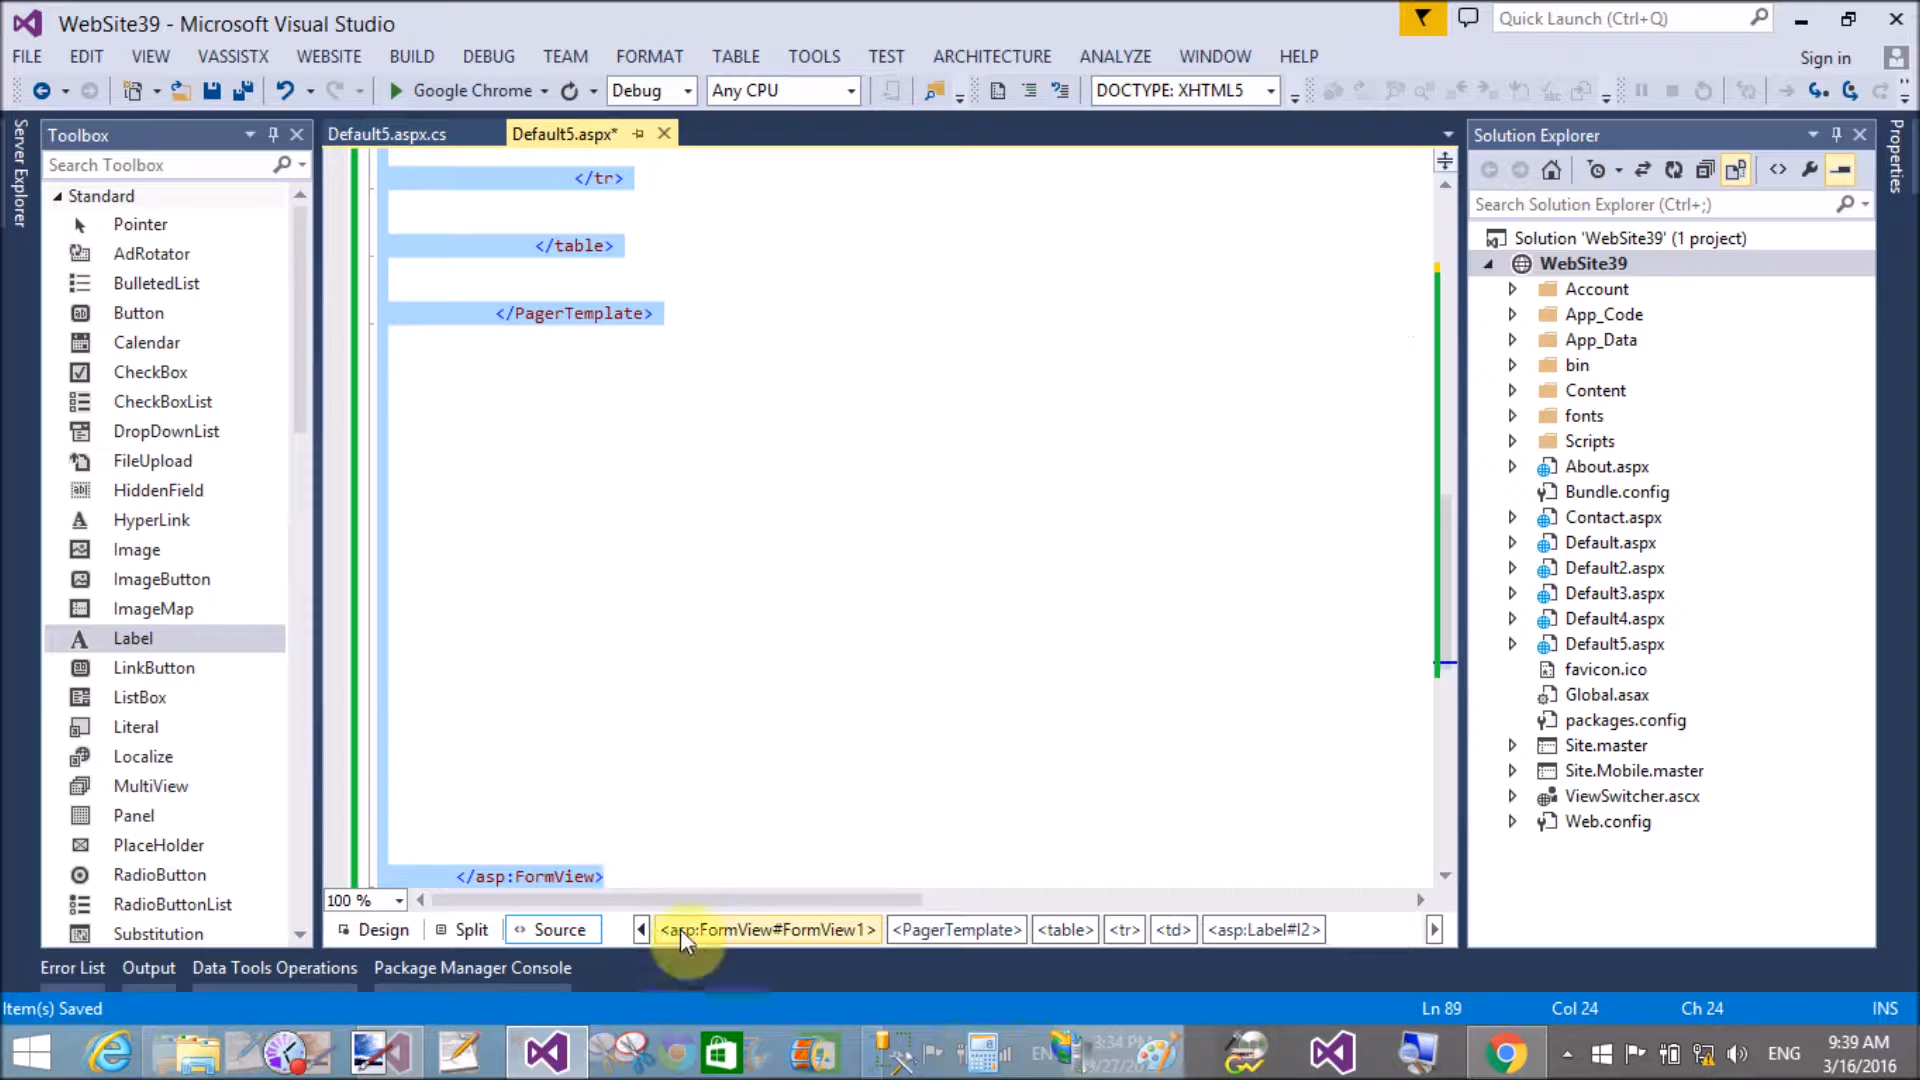 WebSite39 - Microsoft Visual Studio
Quick Launch (Ctrl+Q)
FILE EDIT VIEW VASSISTX WEBSITE BUILD DEBUG TEAM FORMAT TABLE TOOLS TEST ARCHITECTURE ANALYZE WINDOW HELP
Sign in
Google Chrome Debug Any CPU DOCTYPE: XHTML5
Server Explorer
Toolbox
Search Toolbox
Standard
Pointer
AdRotator
BulletedList
Button
Calendar
CheckBox
CheckBoxList
DropDownList
FileUpload
HiddenField
HyperLink
Image
ImageButton
ImageMap
Label
LinkButton
ListBox
Literal
Localize
MultiView
Panel
PlaceHolder
RadioButton
RadioButtonList
Substitution
Default5.aspx.cs Default5.aspx*
</tr>
</table>
</PagerTemplate>
</asp:FormView>
100 %
Design Split Source <asp:FormView#FormView1> <PagerTemplate> <table> <tr> <td> <asp:Label#l2>
Solution Explorer
Search Solution Explorer (Ctrl+;)
Solution 'WebSite39' (1 project)
WebSite39
Account
App_Code
App_Data
bin
Content
fonts
Scripts
About.aspx
Bundle.config
Contact.aspx
Default.aspx
Default2.aspx
Default3.aspx
Default4.aspx
Default5.aspx
favicon.ico
Global.asax
packages.config
Site.master
Site.Mobile.master
ViewSwitcher.ascx
Web.config
Properties
Error List Output Data Tools Operations Package Manager Console
Item(s) Saved Ln 89 Col 24 Ch 24 INS
ENG
9:39 AM
3/16/2016